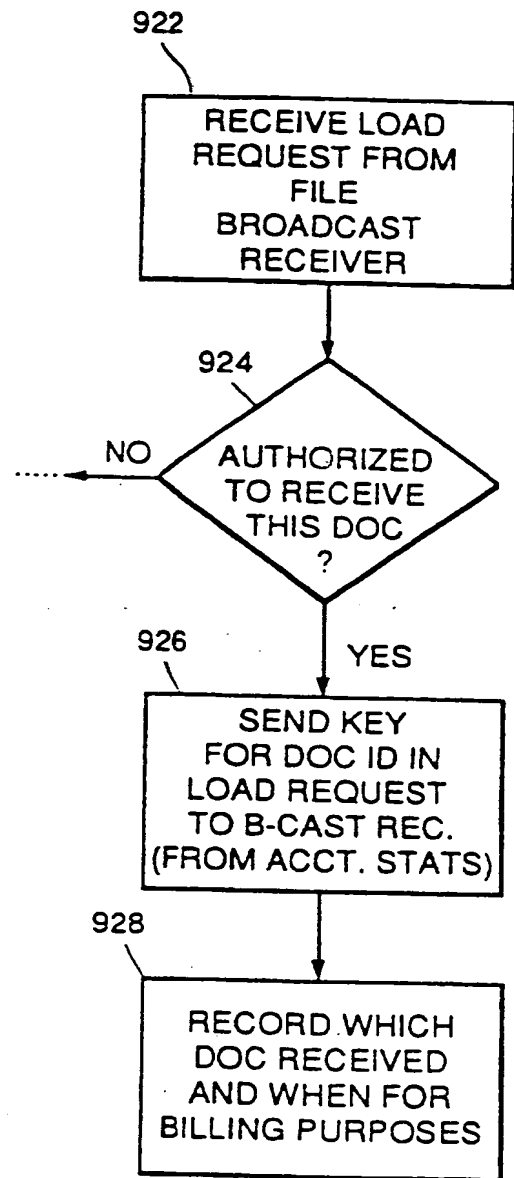 922
RECEIVE LOAD
REQUEST FROM
FILE
BROADCAST
RECEIVER
924
NO
AUTHORIZED
TO RECEIVE
THIS DOC
?
926
YES
SEND KEY
FOR DOC ID IN
LOAD REQUEST
TO B-CAST REC.
(FROM ACCT. STATS)
928
RECORD WHICH
DOC RECEIVED
AND WHEN FOR
BILLING PURPOSES